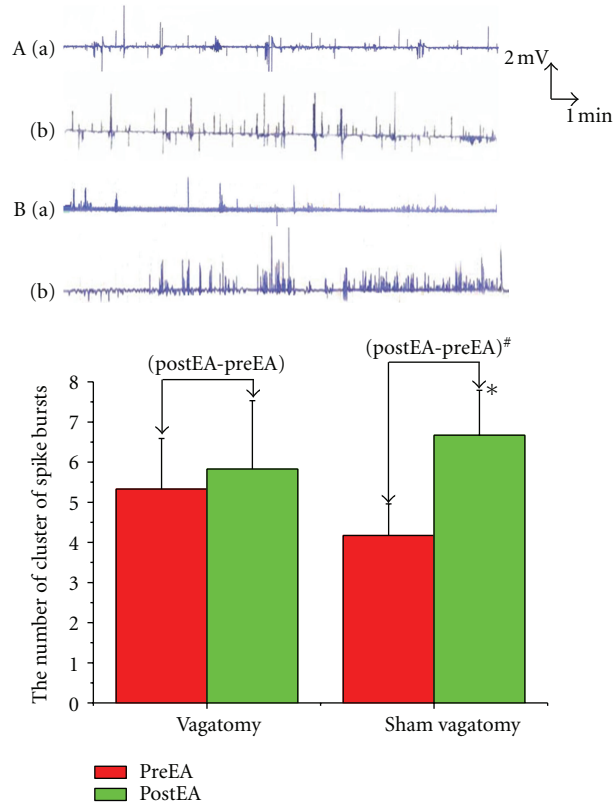 A (a)
2 mV
1 min
(b)
B (a)
(b)
(postEA-preEA)
(postEA-preEA)#
*
8
7
6
5
4
3
2
1
0
The number of cluster of spike bursts
Vagatomy
Sham vagatomy
PreEA
PostEA